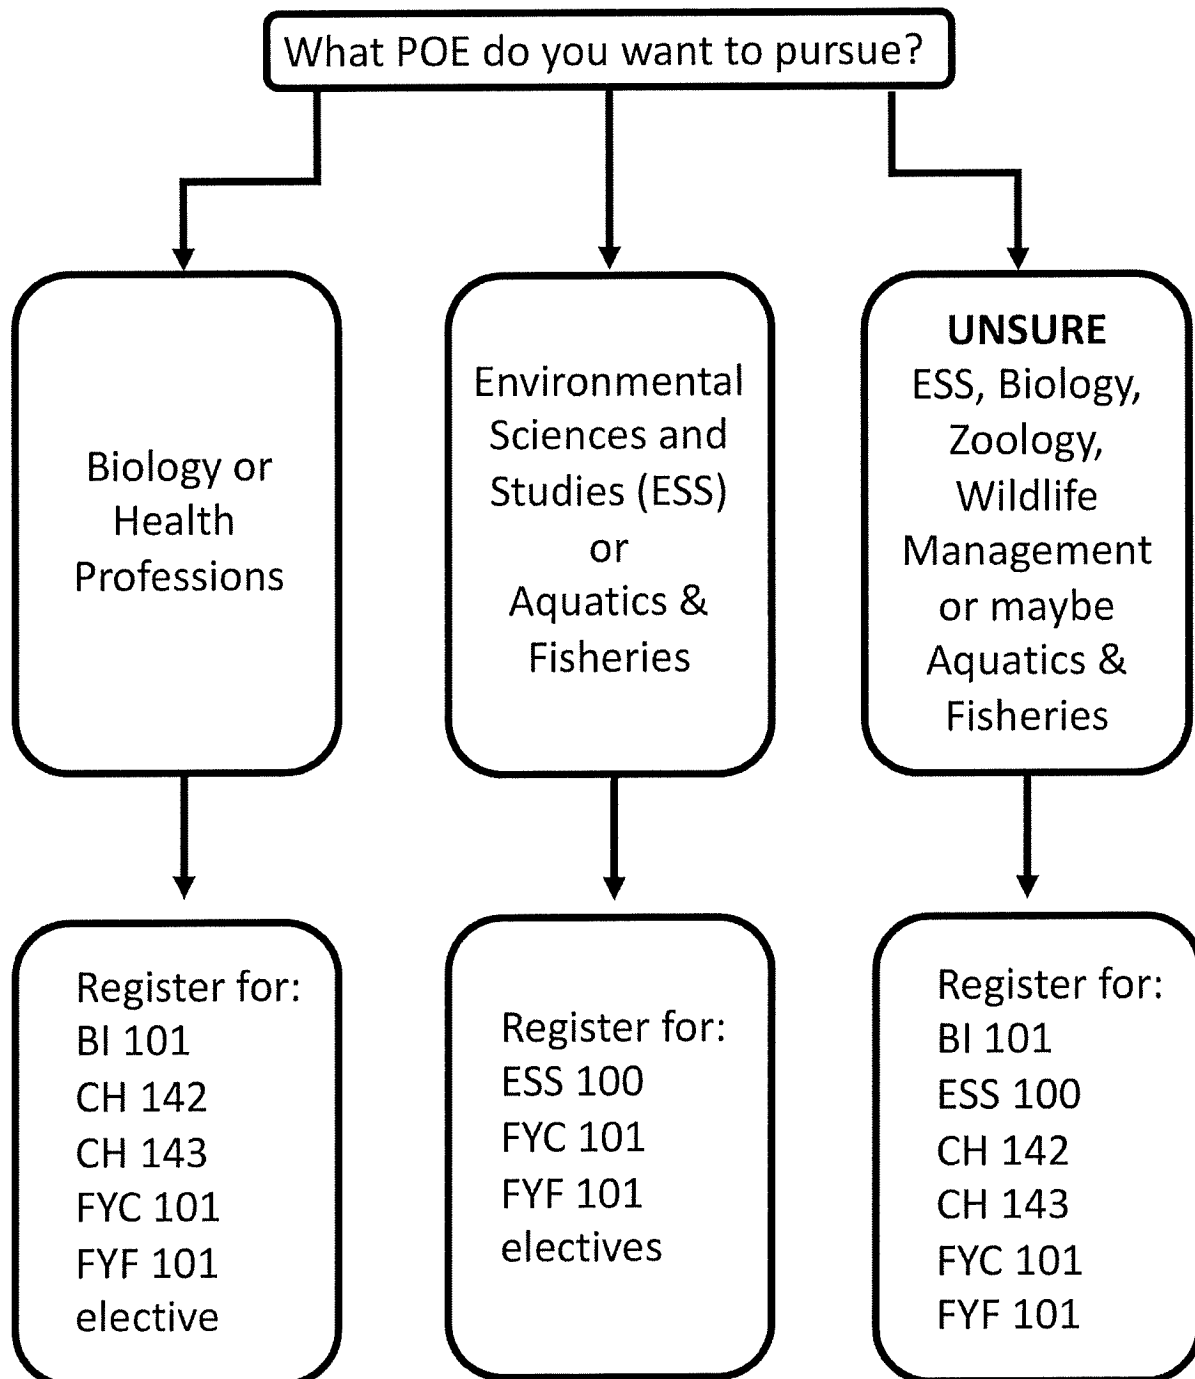 What POE do you want to pursue?
Biology or
Health
Professions
Environmental
Sciences and
Studies (ESS)
or
Aquatics &
Fisheries
UNSURE
ESS, Biology,
Zoology,
Wildlife
Management
or maybe
Aquatics &
Fisheries
Register for:
BI 101
CH 142
CH 143
FYC 101
FYF 101
elective
Register for:
ESS 100
FYC 101
FYF 101
electives
Register for:
BI 101
ESS 100
CH 142
CH 143
FYC 101
FYF 101